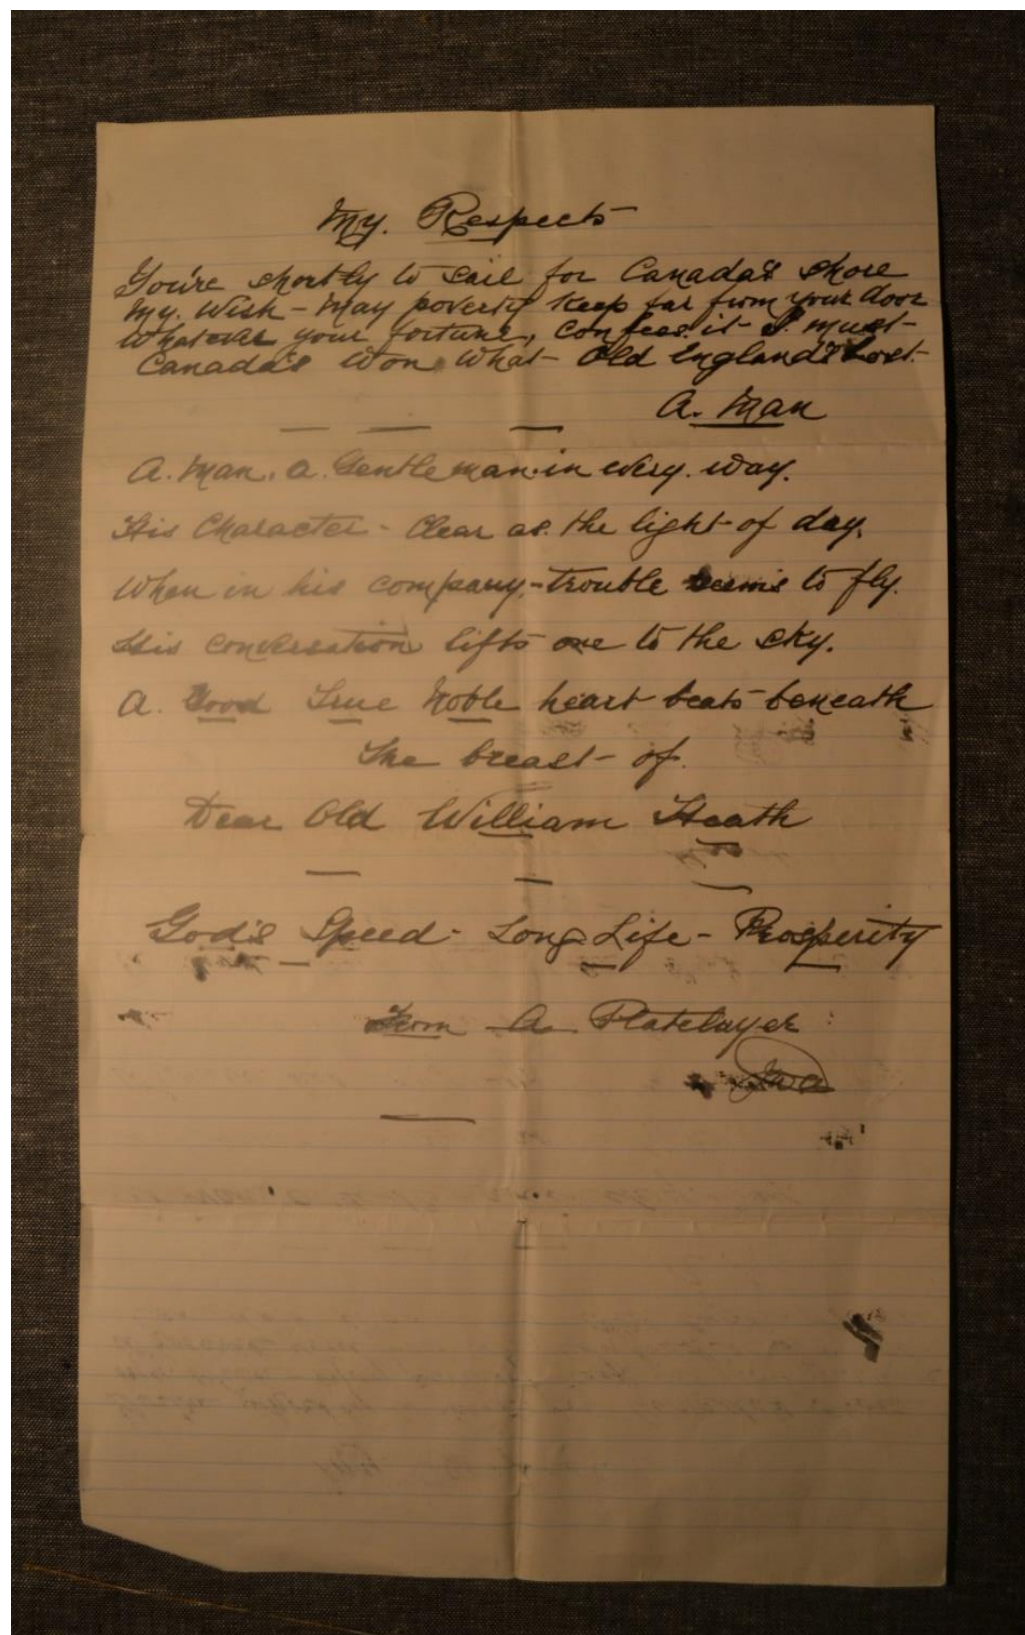 My. Respects
You're shortly to sail for Canada's shore
My. Wish - May poverty keep far from your door
Whatever your fortune, confess it I must
Canada's won what Old England's Lost.
A. Man
A. Man. a. Gentleman in every. way.
His Character - Clear as. the light of day.
When in his company - trouble seems to fly.
His conversation lifts one to the sky.
A. Good True Noble heart beats beneath
The breast of.
Dear Old William Heath
God's Speed - Long Life - Prosperity
From A Platelayer